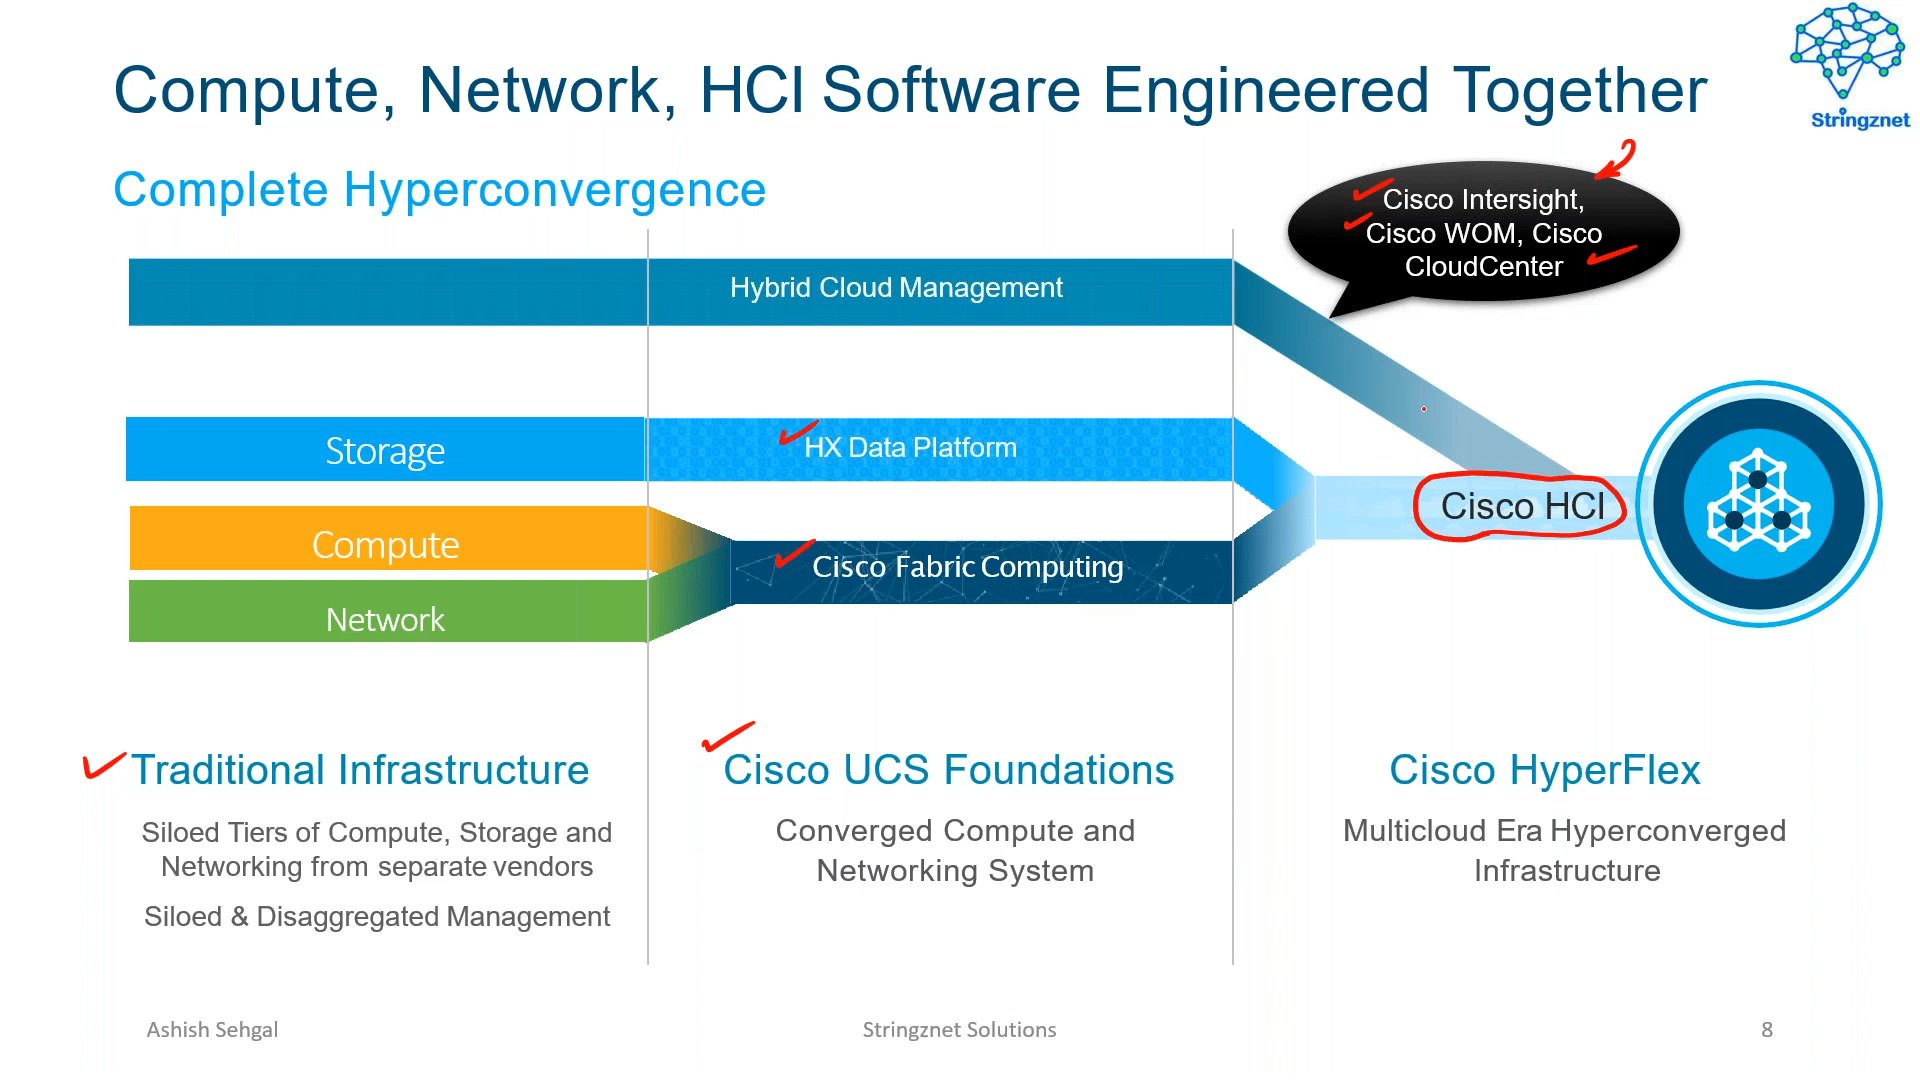 Compute, Network, HCI Software Engineered Together
Stringznet
Complete Hyperconvergence
Cisco Intersight,
Cisco WOM, Cisco
CloudCenter
Hybrid Cloud Management
Storage
HX Data Platform
Cisco HCI
Compute
Cisco Fabric Computing
Network
Traditional Infrastructure
Siloed Tiers of Compute, Storage and
Networking from separate vendors
Siloed & Disaggregated Management
Cisco UCS Foundations
Converged Compute and
Networking System
Cisco HyperFlex
Multicloud Era Hyperconverged
Infrastructure
Ashish Sehgal
Stringznet Solutions
8